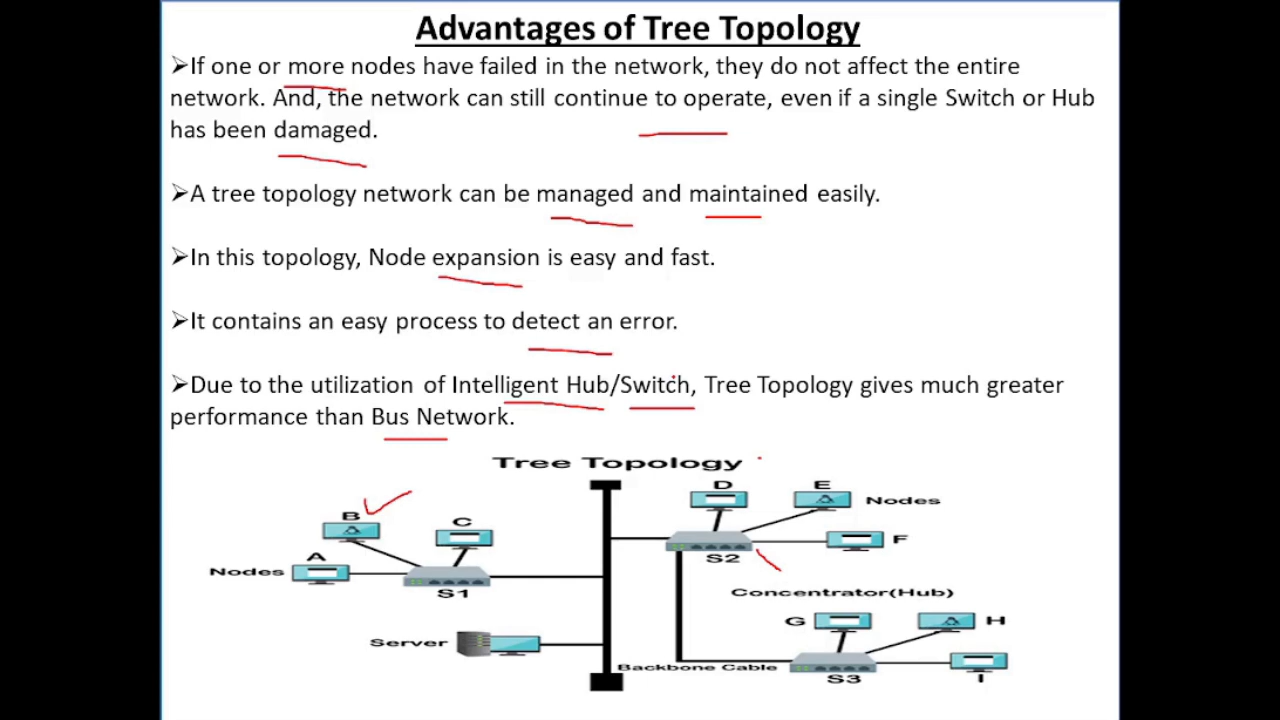 Advantages of Tree Topology
➢If one or more nodes have failed in the network, they do not affect the entire
network. And, the network can still continue to operate, even if a single Switch or Hub
has been damaged.
➢A tree topology network can be managed and maintained easily.
➢In this topology, Node expansion is easy and fast.
➢It contains an easy process to detect an error.
➢Due to the utilization of Intelligent Hub/Switch, Tree Topology gives much greater
performance than Bus Network.
Tree Topology
D E
Nodes
B
C
F
A
S2
Nodes
S1
Concentrator(Hub)
G H
Server
Backbone Cable
S3 I